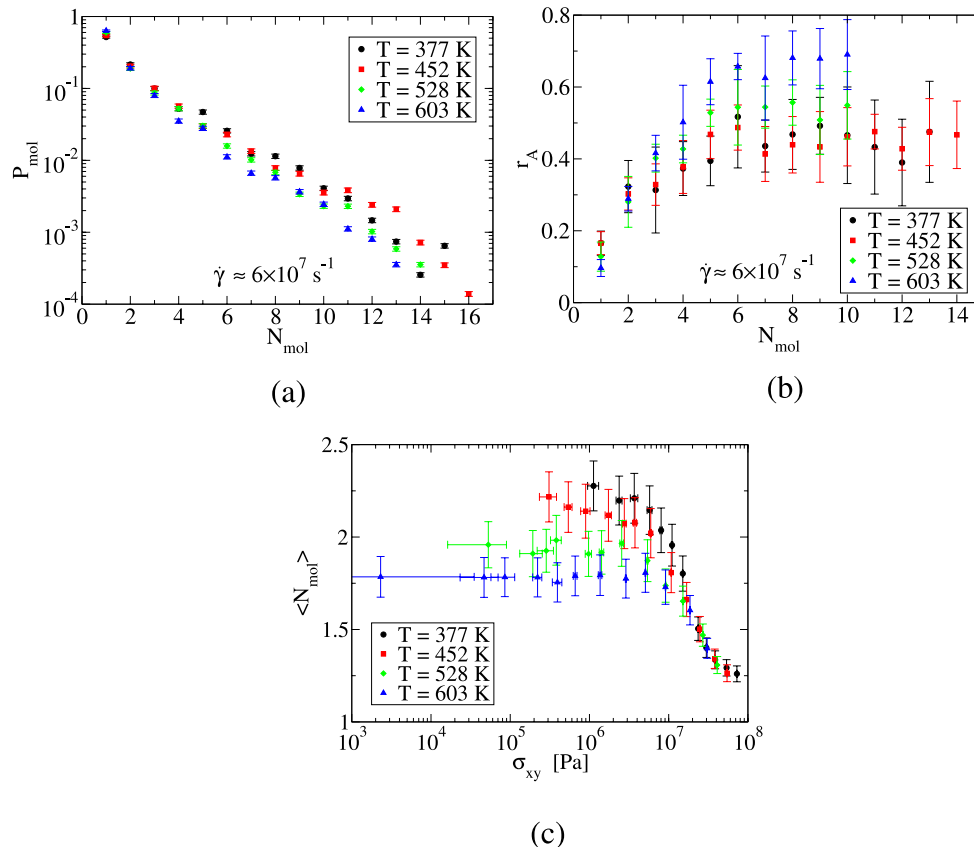 P_mol
1
10^-1
10^-2
10^-3
10^-4
T = 377 K
T = 452 K
T = 528 K
T = 603 K
γ̇ ≈ 6×10^7 s^-1
0 2 4 6 8 10 12 14 16
N_mol
(a)
r_A
0.8
0.6
0.4
0.2
0
T = 377 K
T = 452 K
T = 528 K
T = 603 K
γ̇ ≈ 6×10^7 s^-1
0 2 4 6 8 10 12 14
N_mol
(b)
<N_mol>
2.5
2
1.5
1
T = 377 K
T = 452 K
T = 528 K
T = 603 K
10^3 10^4 10^5 10^6 10^7 10^8
σ_xy [Pa]
(c)